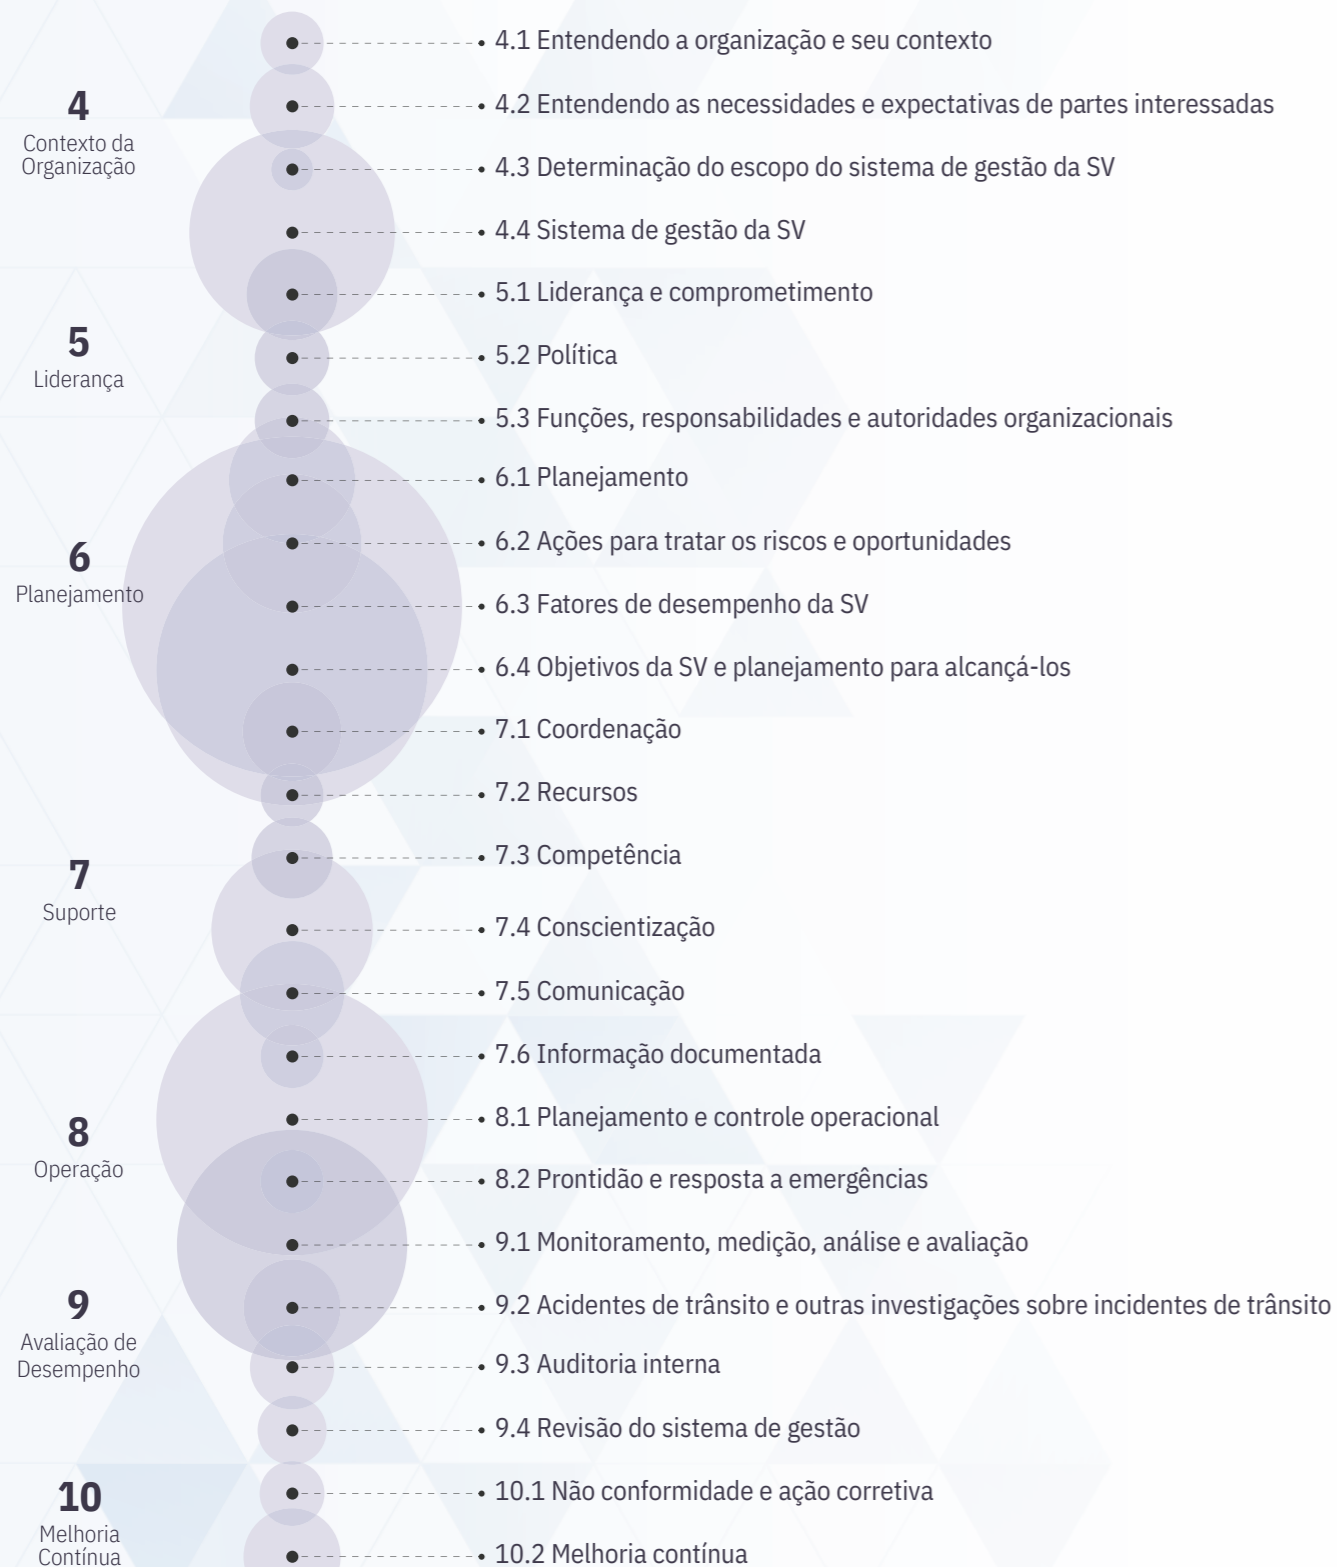 4
Contexto da
Organização
4.1 Entendendo a organização e seu contexto
4.2 Entendendo as necessidades e expectativas de partes interessadas
4.3 Determinação do escopo do sistema de gestão da SV
4.4 Sistema de gestão da SV
5
Liderança
5.1 Liderança e comprometimento
5.2 Política
5.3 Funções, responsabilidades e autoridades organizacionais
6
Planejamento
6.1 Planejamento
6.2 Ações para tratar os riscos e oportunidades
6.3 Fatores de desempenho da SV
6.4 Objetivos da SV e planejamento para alcançá-los
7
Suporte
7.1 Coordenação
7.2 Recursos
7.3 Competência
7.4 Conscientização
7.5 Comunicação
7.6 Informação documentada
8
Operação
8.1 Planejamento e controle operacional
8.2 Prontidão e resposta a emergências
9
Avaliação de
Desempenho
9.1 Monitoramento, medição, análise e avaliação
9.2 Acidentes de trânsito e outras investigações sobre incidentes de trânsito
9.3 Auditoria interna
9.4 Revisão do sistema de gestão
10
Melhoria
Contínua
10.1 Não conformidade e ação corretiva
10.2 Melhoria contínua